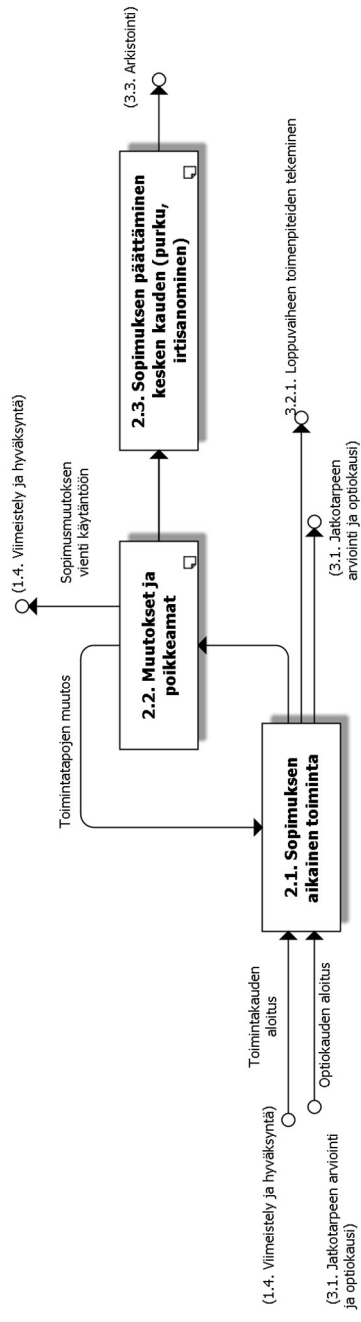 (1.4. Viimeistely ja hyväksyntä)
Toimintakauden
aloitus
(3.1. Jatkotarpeen arviointi
ja optiokausi)
Optiokauden aloitus
2.1. Sopimuksen
aikainen toiminta
Toimintatapojen muutos
2.2. Muutokset ja
poikkeamat
(1.4. Viimeistely ja hyväksyntä)
Sopimusmuutoksen
vienti käytäntöön
2.3. Sopimuksen päättäminen
kesken kauden (purku,
irtisanominen)
(3.3. Arkistointi)
3.2.1. Loppuvaiheen toimenpiteiden tekeminen
(3.1. Jatkotarpeen
arviointi ja optiokausi)